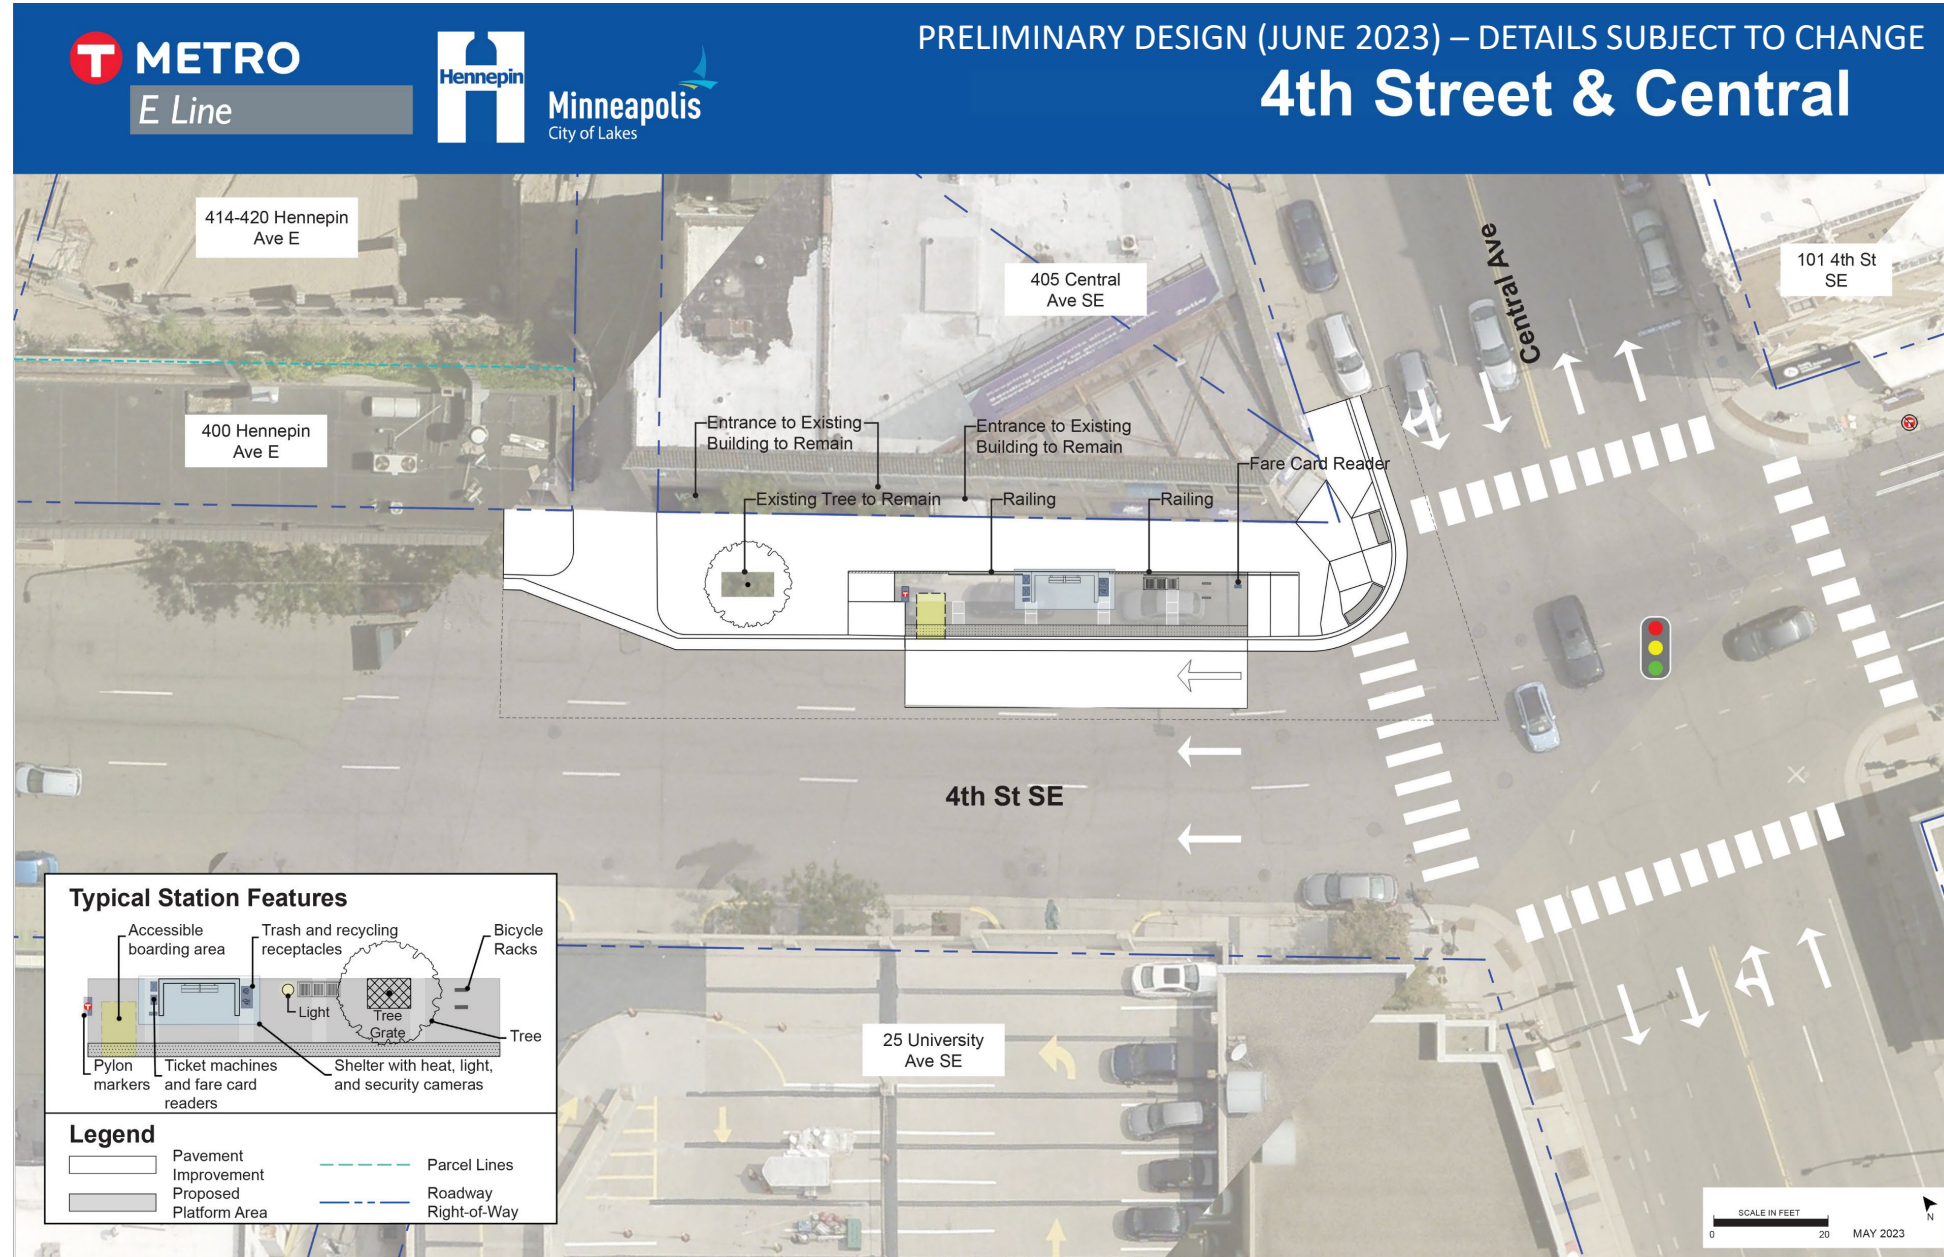 T METRO
E Line
Hennepin
Minneapolis
City of Lakes
PRELIMINARY DESIGN (JUNE 2023) – DETAILS SUBJECT TO CHANGE
4th Street & Central
414-420 Hennepin
Ave E
405 Central
Ave SE
Central Ave
101 4th St
SE
400 Hennepin
Ave E
Entrance to Existing
Building to Remain
Entrance to Existing
Building to Remain
Fare Card Reader
Existing Tree to Remain
Railing
Railing
T
4th St SE
25 University
Ave SE
Typical Station Features
Accessible
boarding area
Trash and recycling
receptacles
Bicycle
Racks
T
Light
Tree
Grate
Tree
Pylon
markers
Ticket machines
and fare card
readers
Shelter with heat, light,
and security cameras
Legend
Pavement
Improvement
Proposed
Platform Area
Parcel Lines
Roadway
Right-of-Way
SCALE IN FEET
0 20
MAY 2023
N